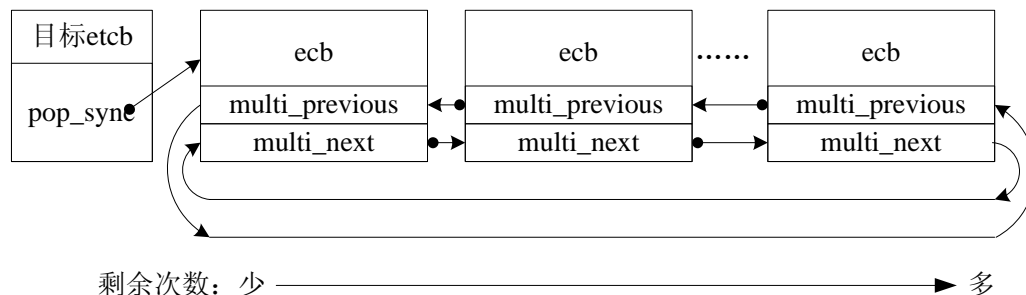 目标etcb
pop_sync
ecb
ecb
……
ecb
multi_previous
multi_previous
multi_previous
multi_next
multi_next
multi_next
剩余次数：少
多